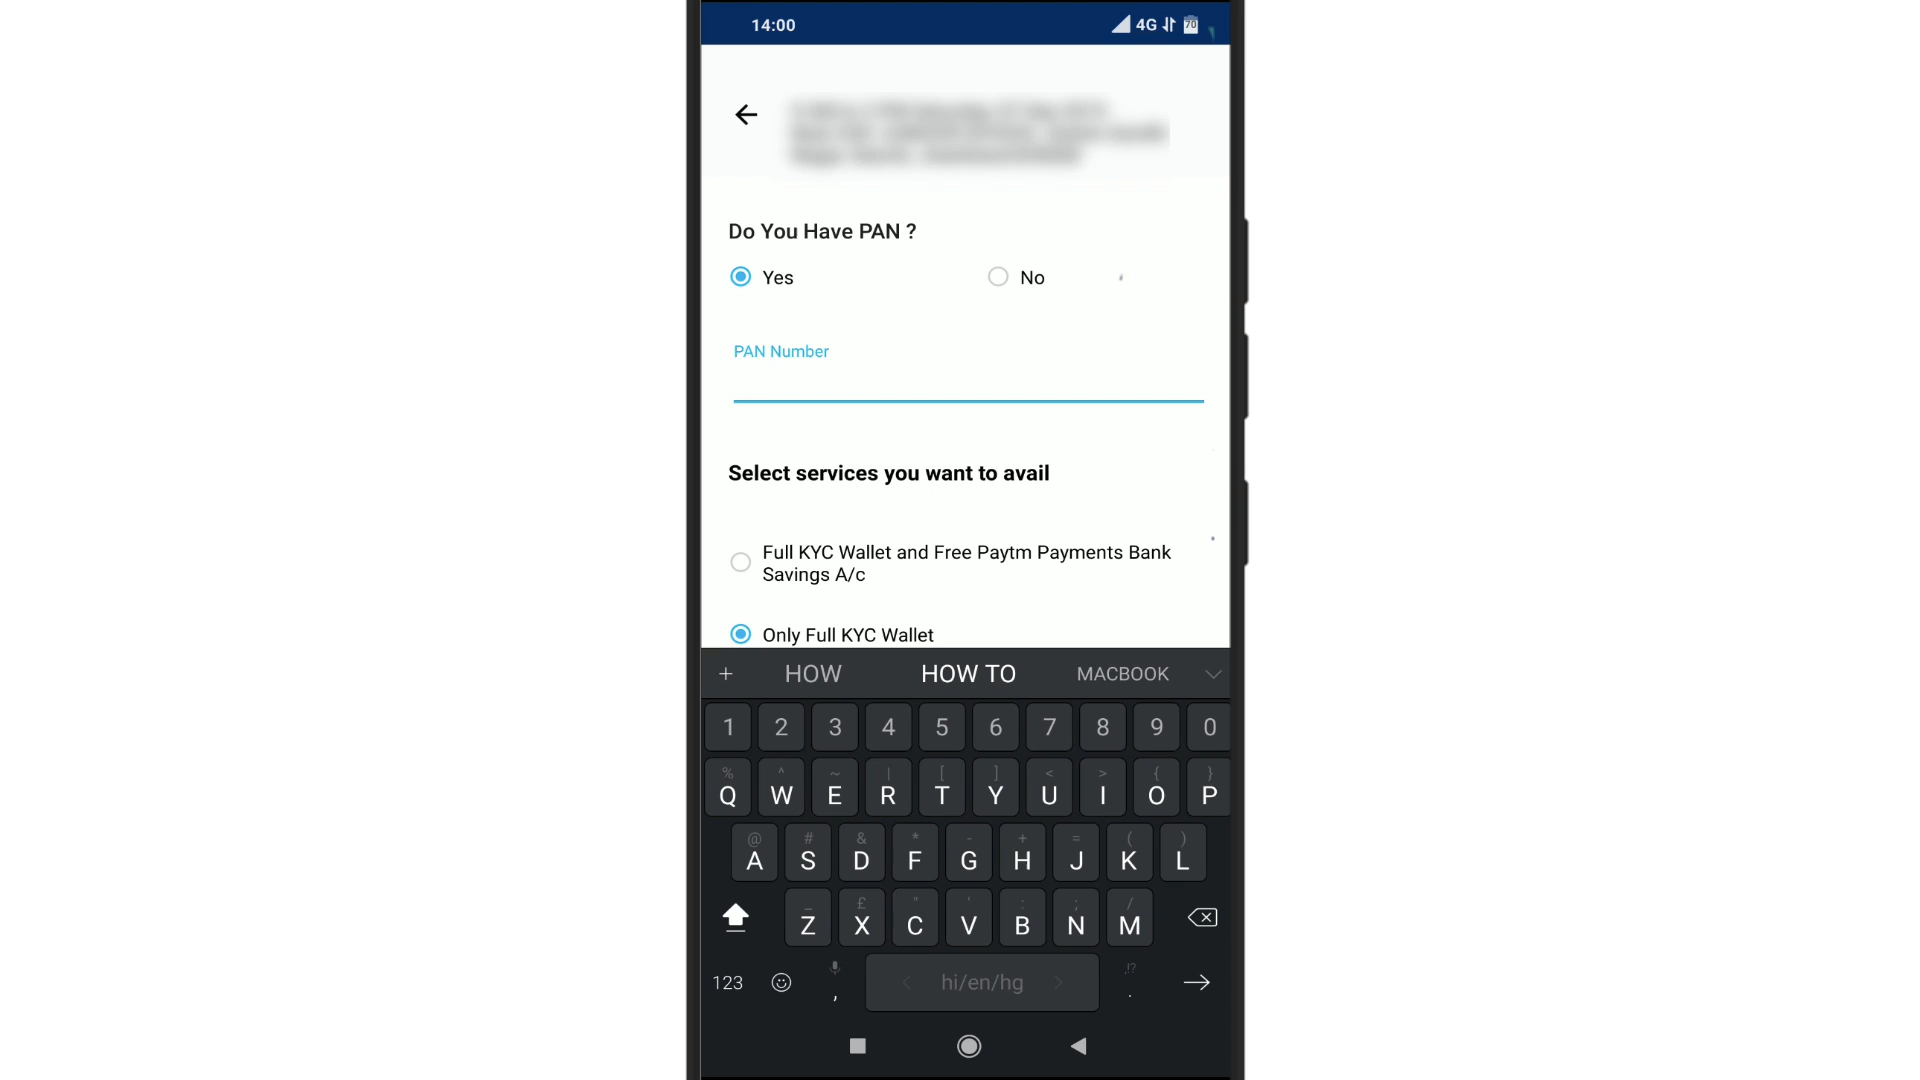 14:00 4G 70
Do You Have PAN ?
Yes No
PAN Number
Select services you want to avail
Full KYC Wallet and Free Paytm Payments Bank
Savings A/c
Only Full KYC Wallet
+ HOW HOW TO MACBOOK
1 2 3 4 5 6 7 8 9 0
% ^ ~ | [ ] < > { }
Q W E R T Y U I O P
@ # & * - + = ( )
A S D F G H J K L
_ £ " ' : ; /
Z X C V B N M
123 , < hi/en/hg > ,!? .